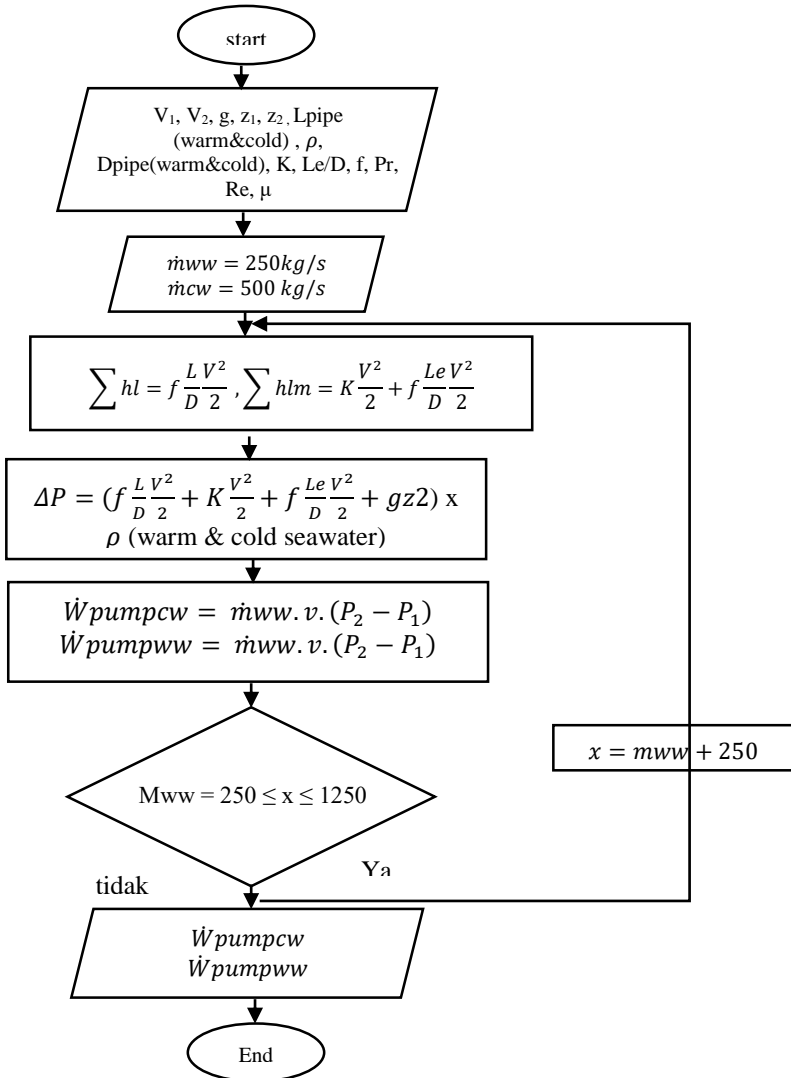 start
V₁, V₂, g, z₁, z₂ , Lpipe
(warm&cold) , ρ,
Dpipe(warm&cold), K, Le/D, f, Pr,
Re, μ
ṁww = 250kg/s
ṁcw = 500 kg/s
∑ hl = f L/D V²/2 , ∑ hlm = K V²/2 + f Le/D V²/2
ΔP = (f L/D V²/2 + K V²/2 + f Le/D V²/2 + gz2) x
ρ (warm & cold seawater)
Ẇpumpcw = ṁww. v. (P₂ − P₁)
Ẇpumpww = ṁww. v. (P₂ − P₁)
x = mww + 250
Mww = 250 ≤ x ≤ 1250
Ya
tidak
Ẇpumpcw
Ẇpumpww
End